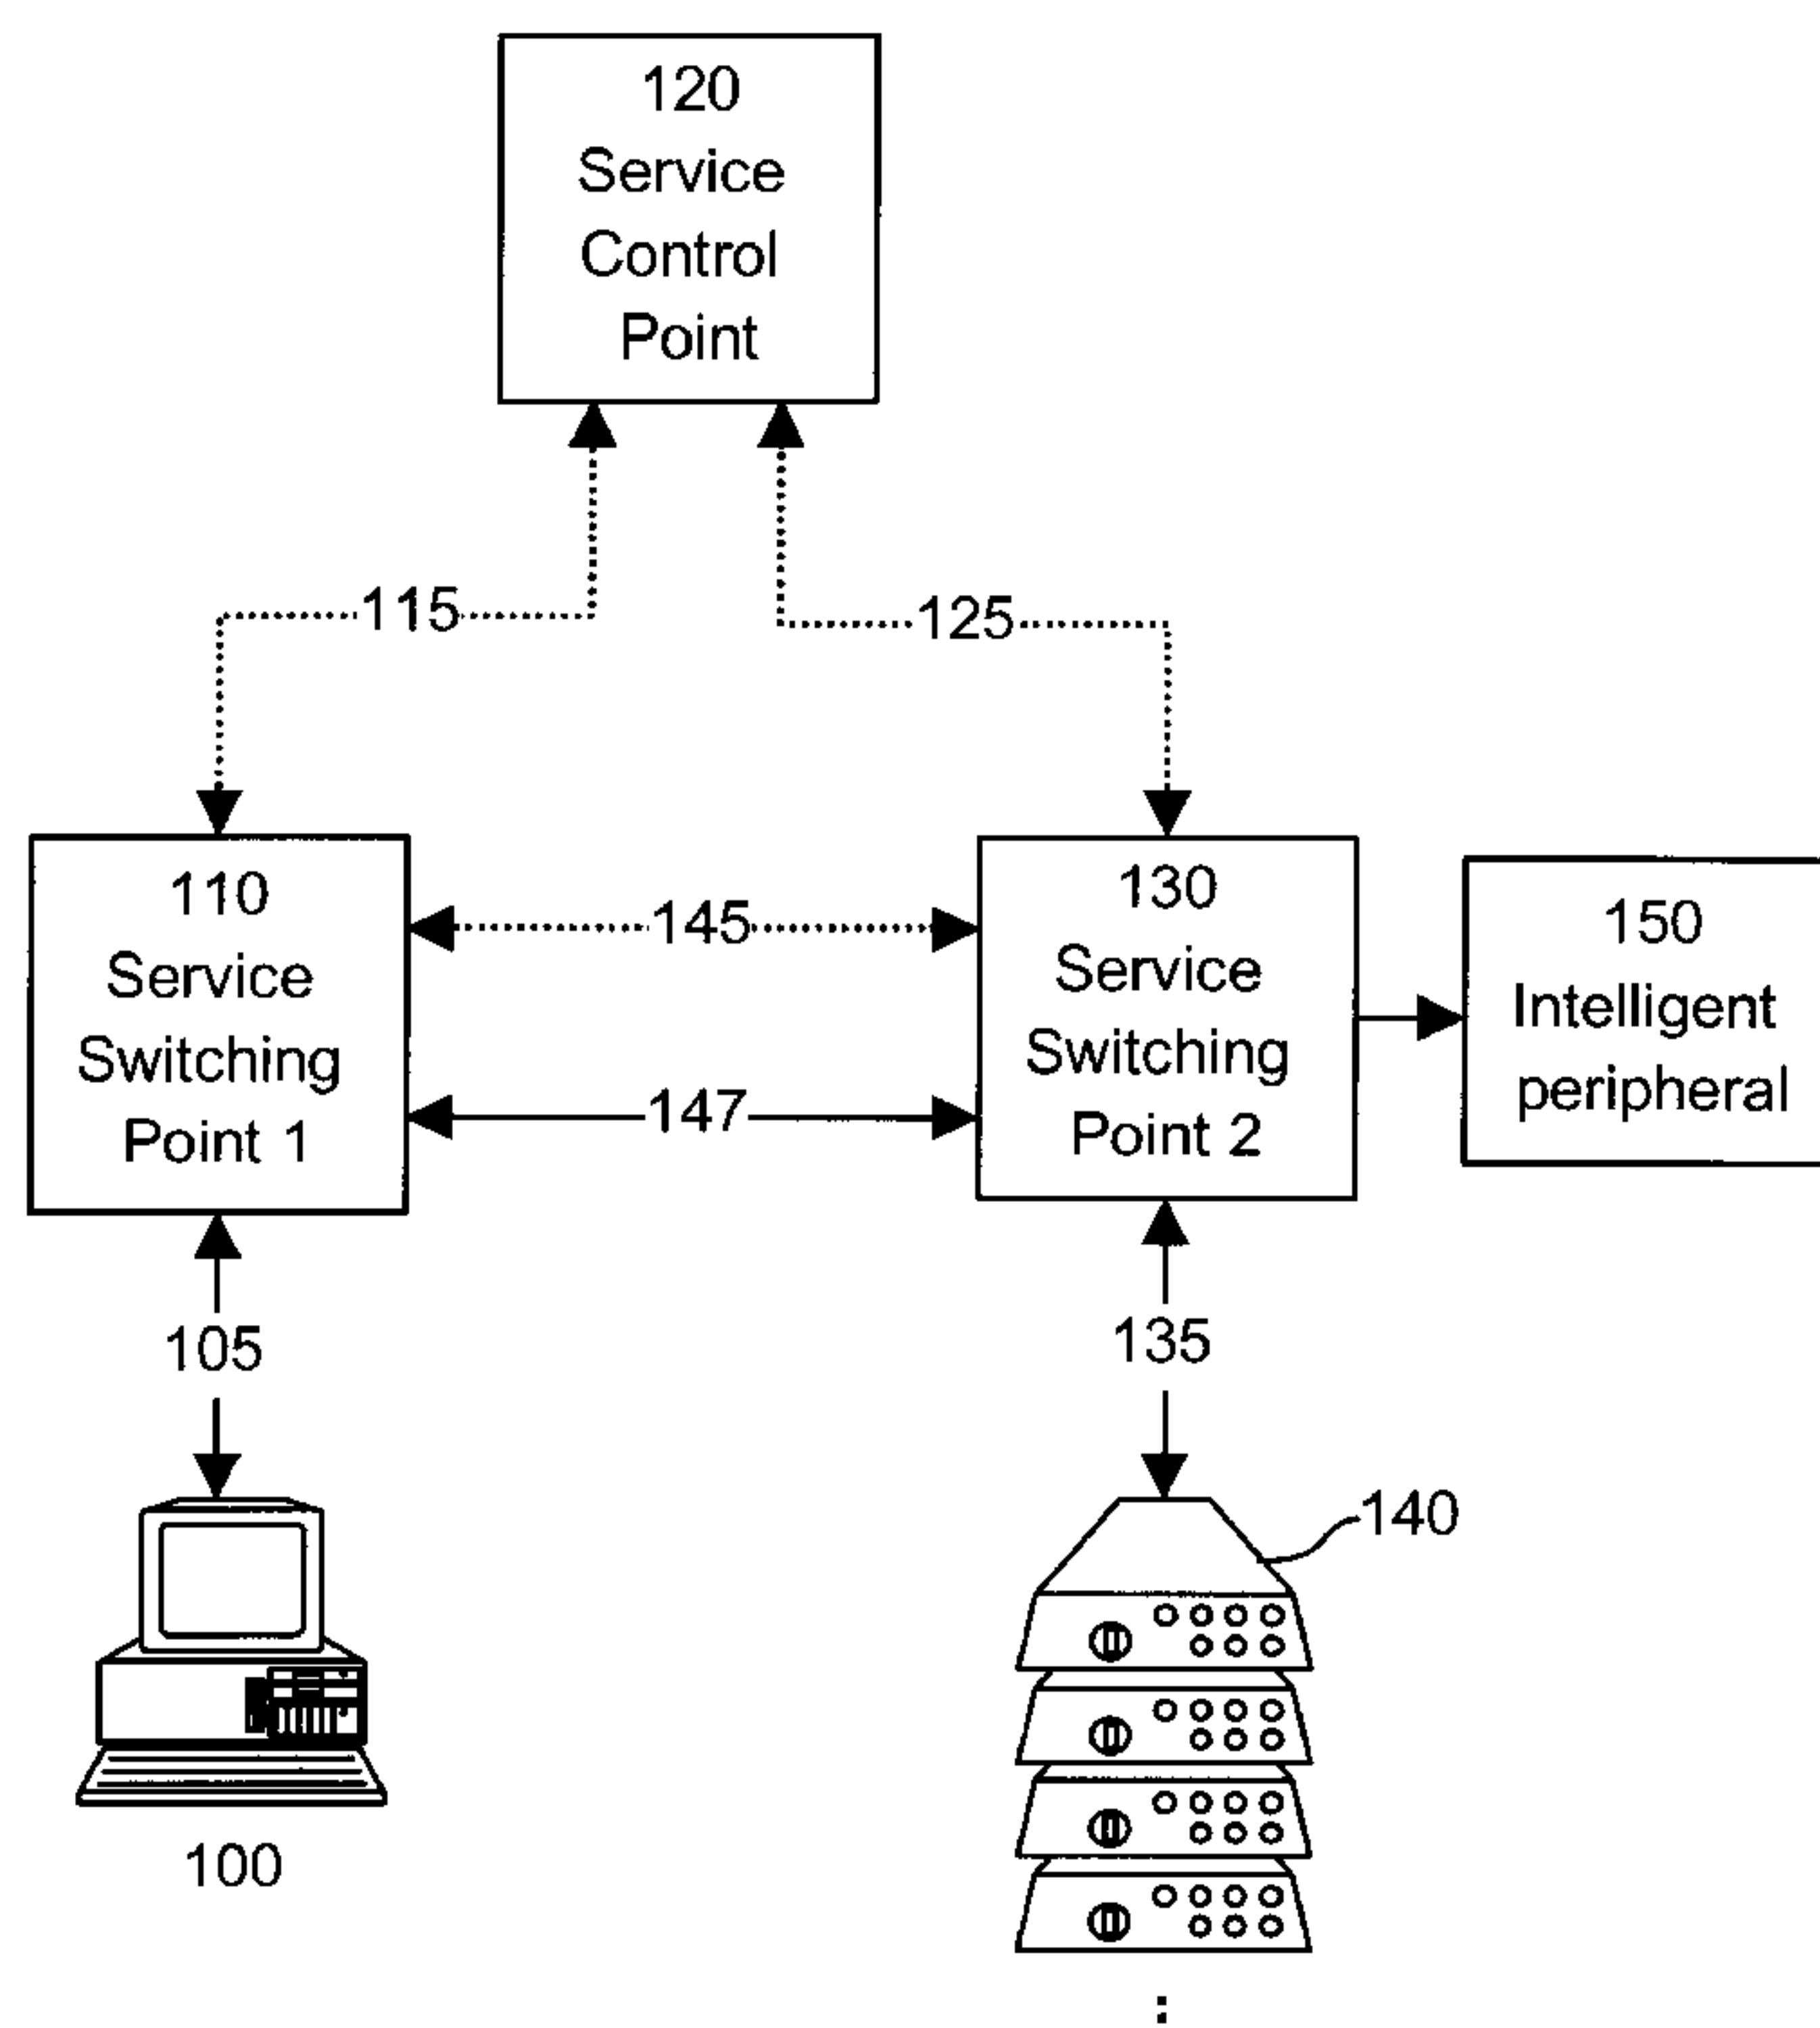 120
Service
Control
Point
115
125
110
Service
Switching
Point 1
145
147
130
Service
Switching
Point 2
150
Intelligent
peripheral
105
135
140
100